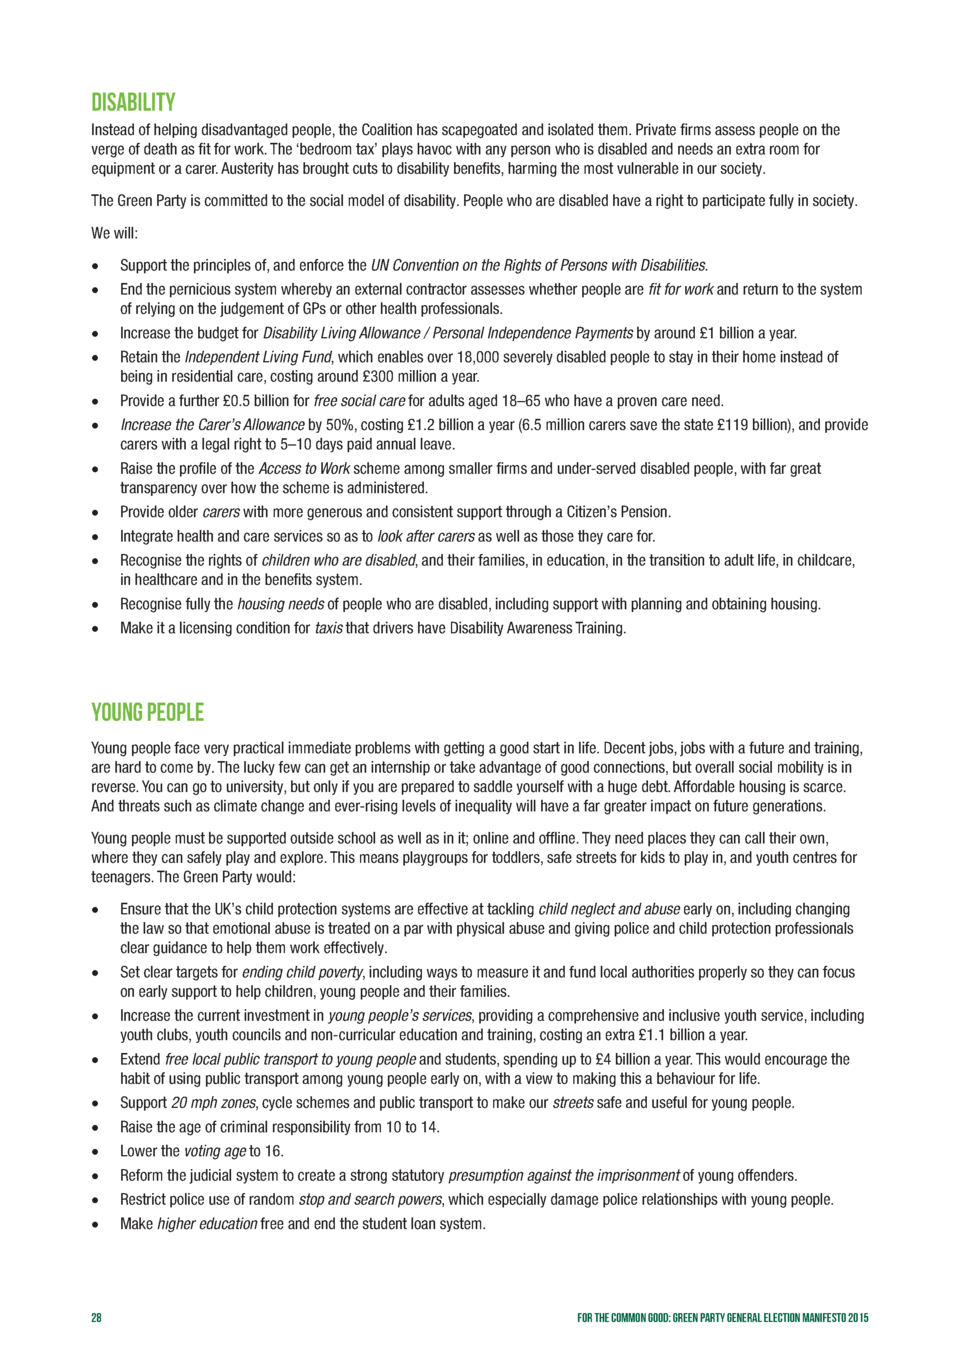 DISABILITY
Instead of helping disadvantaged people, the Coalition has scapegoated and isolated them. Private firms assess people on the
verge of death as fit for work. The ‘bedroom tax’ plays havoc with any person who is disabled and needs an extra room for
equipment or a carer. Austerity has brought cuts to disability benefits, harming the most vulnerable in our society.
The Green Party is committed to the social model of disability. People who are disabled have a right to participate fully in society.
We will:
• Support the principles of, and enforce the UN Convention on the Rights of Persons with Disabilities.
• End the pernicious system whereby an external contractor assesses whether people are fit for work and return to the system
of relying on the judgement of GPs or other health professionals.
• Increase the budget for Disability Living Allowance / Personal Independence Payments by around £1 billion a year.
• Retain the Independent Living Fund, which enables over 18,000 severely disabled people to stay in their home instead of
being in residential care, costing around £300 million a year.
• Provide a further £0.5 billion for free social care for adults aged 18–65 who have a proven care need.
• Increase the Carer’s Allowance by 50%, costing £1.2 billion a year (6.5 million carers save the state £119 billion), and provide
carers with a legal right to 5–10 days paid annual leave.
• Raise the profile of the Access to Work scheme among smaller firms and under-served disabled people, with far great
transparency over how the scheme is administered.
• Provide older carers with more generous and consistent support through a Citizen’s Pension.
• Integrate health and care services so as to look after carers as well as those they care for.
• Recognise the rights of children who are disabled, and their families, in education, in the transition to adult life, in childcare,
in healthcare and in the benefits system.
• Recognise fully the housing needs of people who are disabled, including support with planning and obtaining housing.
• Make it a licensing condition for taxis that drivers have Disability Awareness Training.
YOUNG PEOPLE
Young people face very practical immediate problems with getting a good start in life. Decent jobs, jobs with a future and training,
are hard to come by. The lucky few can get an internship or take advantage of good connections, but overall social mobility is in
reverse. You can go to university, but only if you are prepared to saddle yourself with a huge debt. Affordable housing is scarce.
And threats such as climate change and ever-rising levels of inequality will have a far greater impact on future generations.
Young people must be supported outside school as well as in it; online and offline. They need places they can call their own,
where they can safely play and explore. This means playgroups for toddlers, safe streets for kids to play in, and youth centres for
teenagers. The Green Party would:
• Ensure that the UK’s child protection systems are effective at tackling child neglect and abuse early on, including changing
the law so that emotional abuse is treated on a par with physical abuse and giving police and child protection professionals
clear guidance to help them work effectively.
• Set clear targets for ending child poverty, including ways to measure it and fund local authorities properly so they can focus
on early support to help children, young people and their families.
• Increase the current investment in young people’s services, providing a comprehensive and inclusive youth service, including
youth clubs, youth councils and non-curricular education and training, costing an extra £1.1 billion a year.
• Extend free local public transport to young people and students, spending up to £4 billion a year. This would encourage the
habit of using public transport among young people early on, with a view to making this a behaviour for life.
• Support 20 mph zones, cycle schemes and public transport to make our streets safe and useful for young people.
• Raise the age of criminal responsibility from 10 to 14.
• Lower the voting age to 16.
• Reform the judicial system to create a strong statutory presumption against the imprisonment of young offenders.
• Restrict police use of random stop and search powers, which especially damage police relationships with young people.
• Make higher education free and end the student loan system.
28 FOR THE COMMON GOOD: GREEN PARTY GENERAL ELECTION MANIFESTO 2015